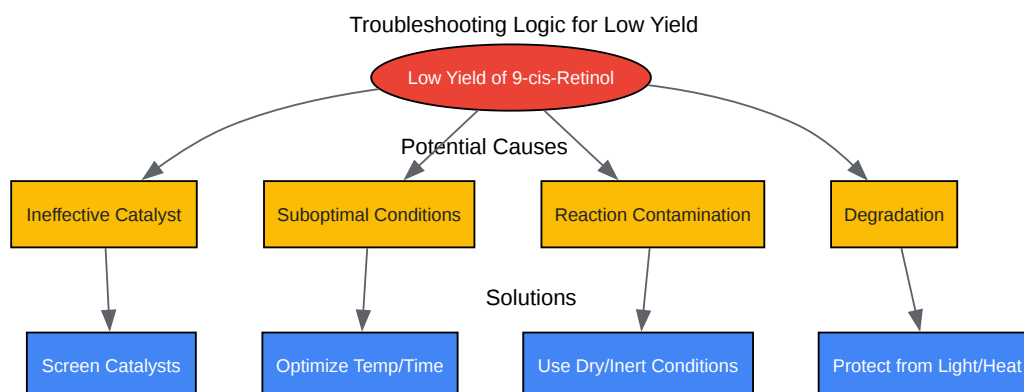 Troubleshooting Logic for Low Yield
Low Yield of 9-cis-Retinol
Potential Causes
Ineffective Catalyst
Suboptimal Conditions
Reaction Contamination
Degradation
Solutions
Screen Catalysts
Optimize Temp/Time
Use Dry/Inert Conditions
Protect from Light/Heat